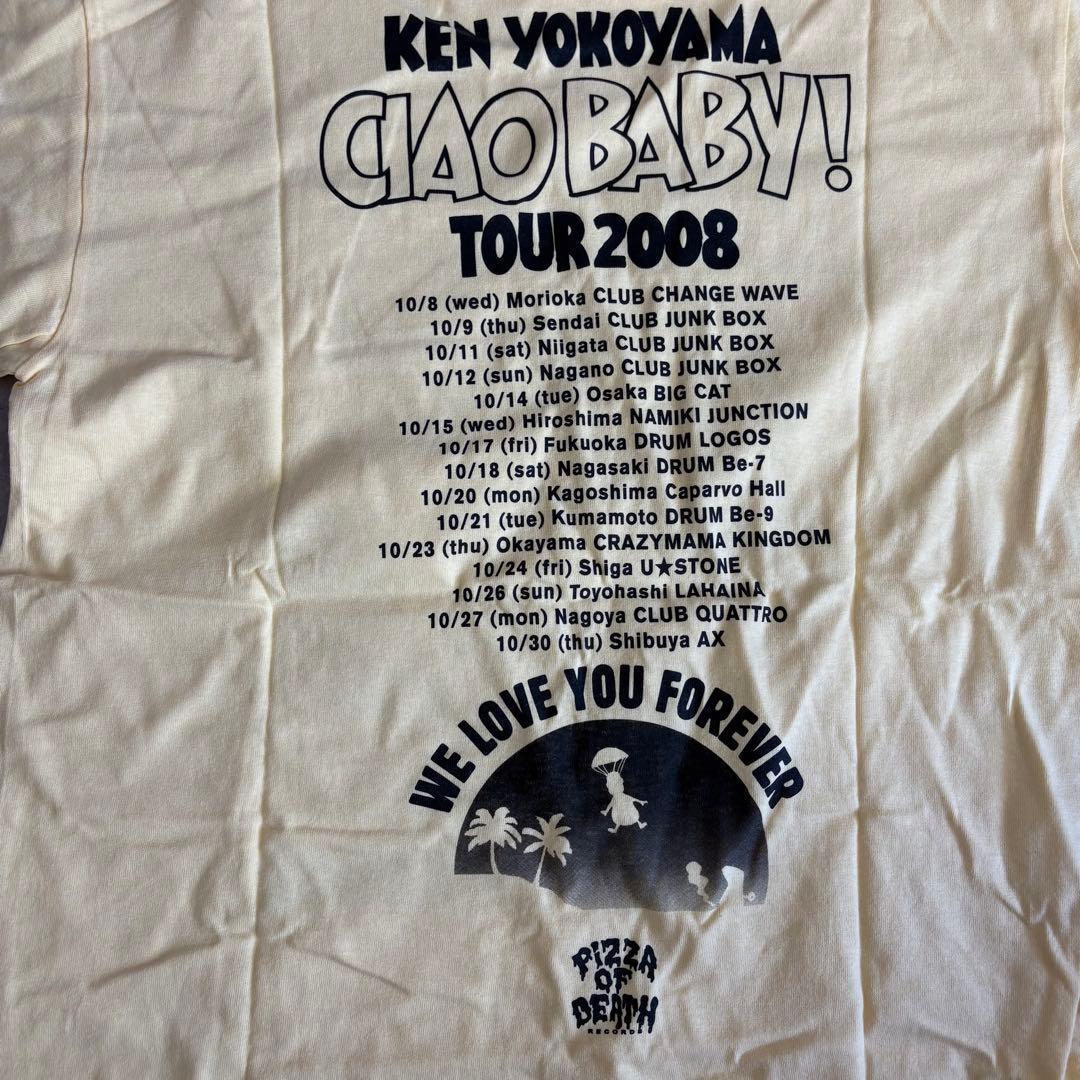 KEN YOKOYAMA
CIAO BABY!
TOUR 2008
10/8 (wed) Morioka CLUB CHANGE WAVE
10/9 (thu) Sendai CLUB JUNK BOX
10/11 (sat) Niigata CLUB JUNK BOX
10/12 (sun) Nagano CLUB JUNK BOX
10/14 (tue) Osaka BIG CAT
10/15 (wed) Hiroshima NAMIKI JUNCTION
10/17 (fri) Fukuoka DRUM LOGOS
10/18 (sat) Nagasaki DRUM Be-7
10/20 (mon) Kagoshima Caparvo Hall
10/21 (tue) Kumamoto DRUM Be-9
10/23 (thu) Okayama CRAZYMAMA KINGDOM
10/24 (fri) Shiga U★STONE
10/26 (sun) Toyohashi LAHAINA
10/27 (mon) Nagoya CLUB QUATTRO
10/30 (thu) Shibuya AX
WE LOVE YOU FOREVER
PIZZA
OF
DEATH
RECORDS